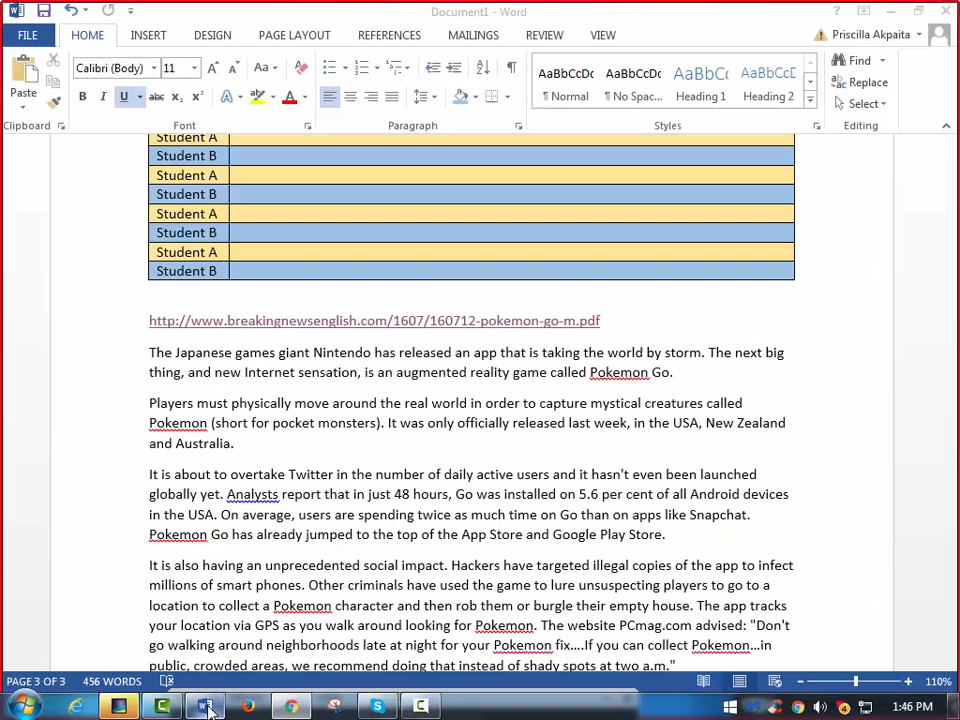 Document1 - Word
?
FILE HOME INSERT DESIGN PAGE LAYOUT REFERENCES MAILINGS REVIEW VIEW Priscilla Akpaita
Paste
Calibri (Body) 11 A A Aa
B I U abc X₂ X² A A
AaBbCcDc AaBbCcDc AaBbCc AaBbCcD
¶ Normal ¶ No Spac... Heading 1 Heading 2
Find
Replace
Select
Clipboard Font Paragraph Styles Editing
Student A
Student B
Student A
Student B
Student A
Student B
Student A
Student B
http://www.breakingnewsenglish.com/1607/160712-pokemon-go-m.pdf
The Japanese games giant Nintendo has released an app that is taking the world by storm. The next big
thing, and new Internet sensation, is an augmented reality game called Pokemon Go.
Players must physically move around the real world in order to capture mystical creatures called
Pokemon (short for pocket monsters). It was only officially released last week, in the USA, New Zealand
and Australia.
It is about to overtake Twitter in the number of daily active users and it hasn't even been launched
globally yet. Analysts report that in just 48 hours, Go was installed on 5.6 per cent of all Android devices
in the USA. On average, users are spending twice as much time on Go than on apps like Snapchat.
Pokemon Go has already jumped to the top of the App Store and Google Play Store.
It is also having an unprecedented social impact. Hackers have targeted illegal copies of the app to infect
millions of smart phones. Other criminals have used the game to lure unsuspecting players to go to a
location to collect a Pokemon character and then rob them or burgle their empty house. The app tracks
your location via GPS as you walk around looking for Pokemon. The website PCmag.com advised: "Don't
go walking around neighborhoods late at night for your Pokemon fix….If you can collect Pokemon…in
public, crowded areas, we recommend doing that instead of shady spots at two a.m."
PAGE 3 OF 3 456 WORDS 110%
1:46 PM